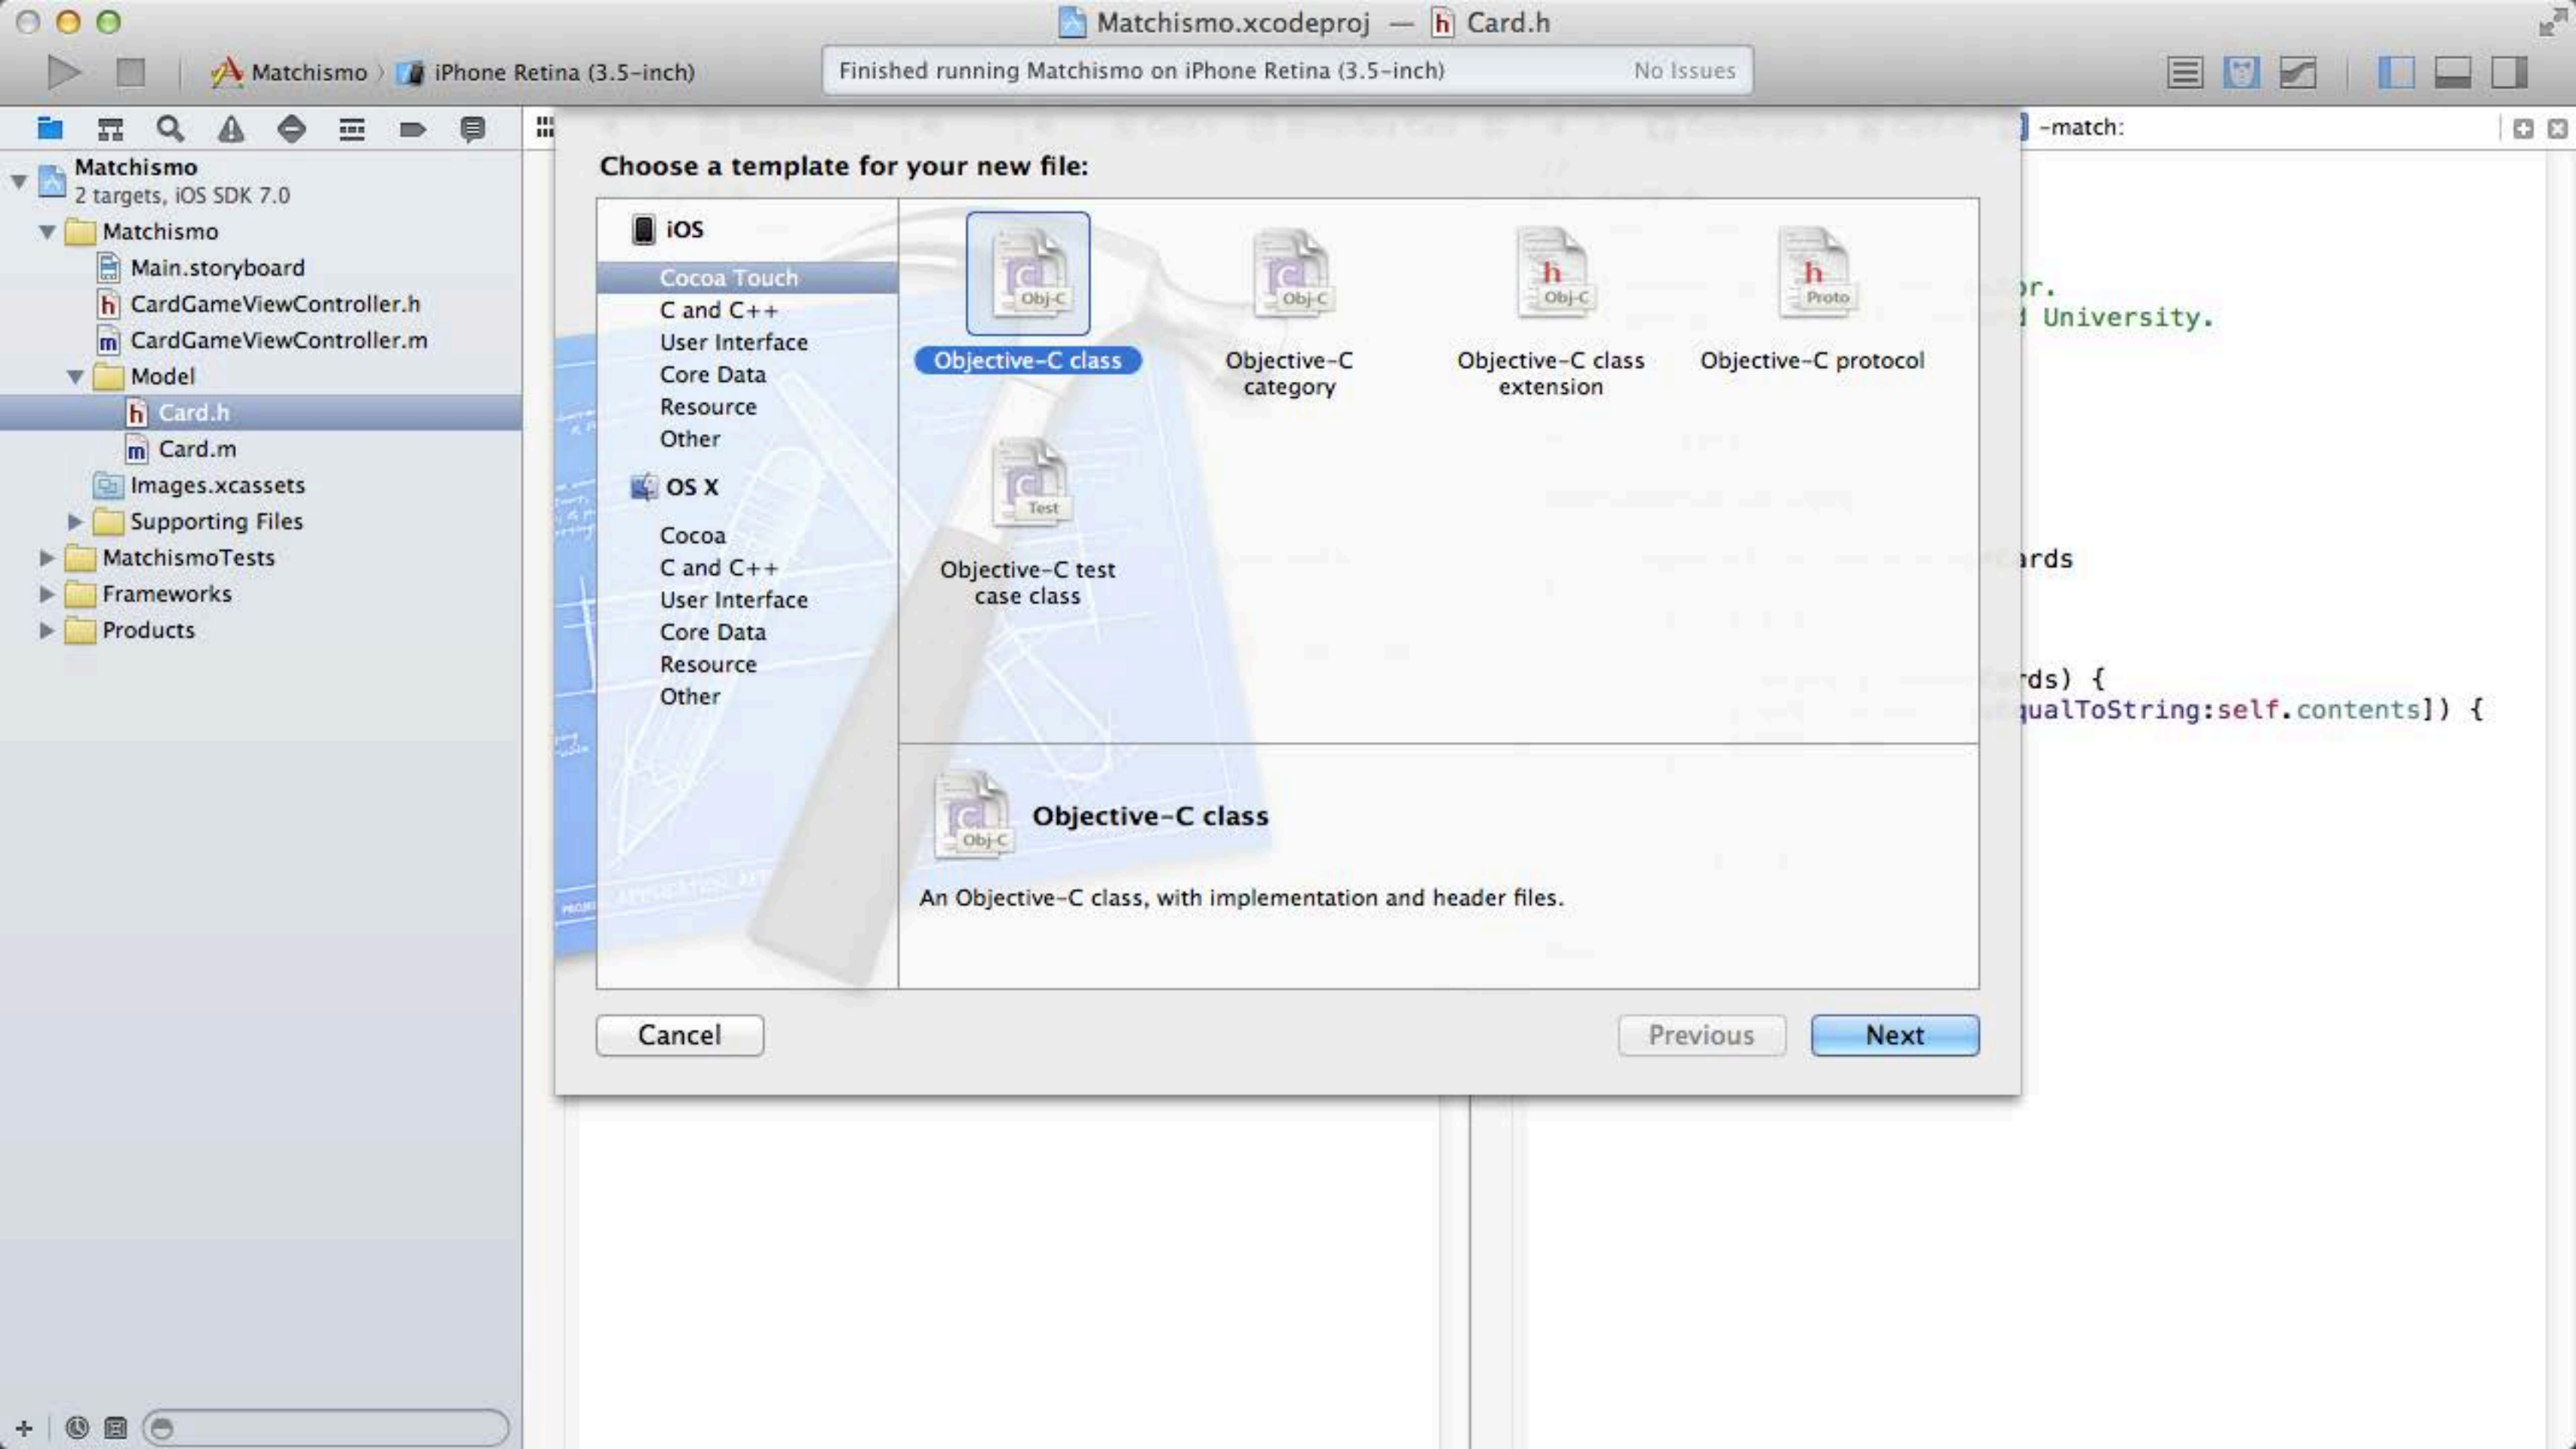 Matchismo.xcodeproj — h Card.h
Matchismo 〉 iPhone Retina (3.5-inch)
Finished running Matchismo on iPhone Retina (3.5-inch) No Issues
-match:
Matchismo
2 targets, iOS SDK 7.0
Matchismo
Main.storyboard
h CardGameViewController.h
m CardGameViewController.m
Model
h Card.h
m Card.m
Images.xcassets
Supporting Files
MatchismoTests
Frameworks
Products
Choose a template for your new file:
iOS
Cocoa Touch
C and C++
User Interface
Core Data
Resource
Other
OS X
Cocoa
C and C++
User Interface
Core Data
Resource
Other
C Obj-C
Objective-C class
C Obj-C
Objective-C
category
h Obj-C
Objective-C class
extension
h Proto
Objective-C protocol
C Test
Objective-C test
case class
C Obj-C
Objective-C class
An Objective-C class, with implementation and header files.
Cancel
Previous
Next
or.
University.
ards
rds) {
qualToString:self.contents]) {